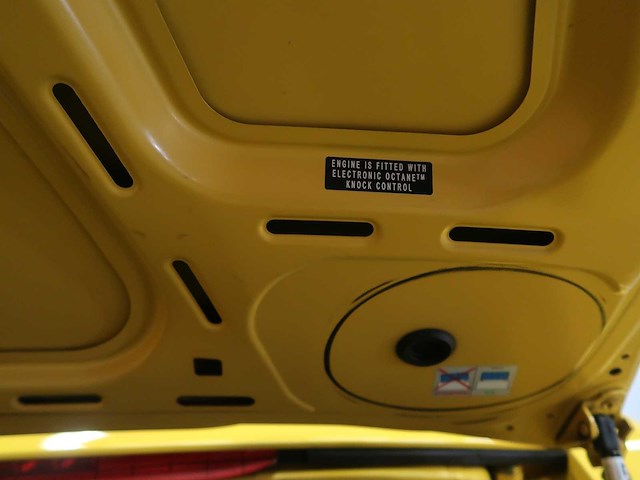 ENGINE IS FITTED WITH
ELECTRONIC OCTANE™
KNOCK CONTROL